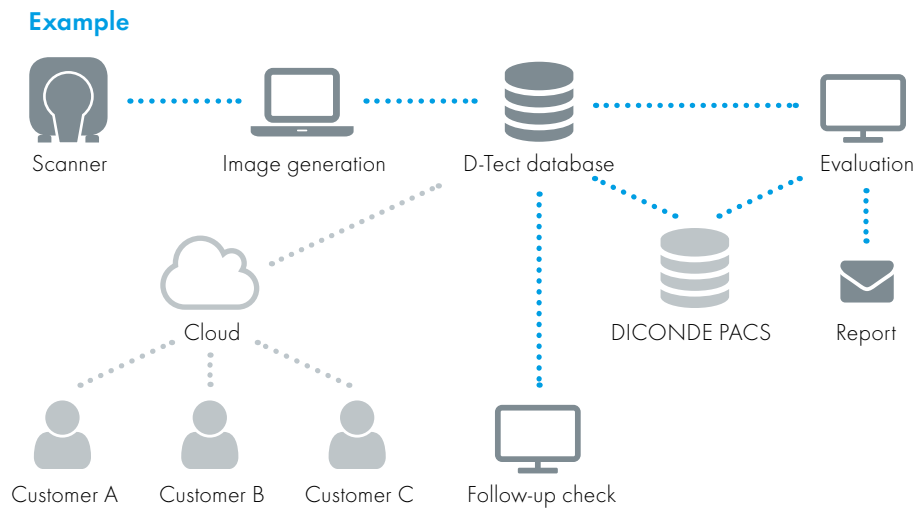 Example
Scanner
Image generation
D-Tect database
Evaluation
Cloud
DICONDE PACS
Report
Customer A
Customer B
Customer C
Follow-up check